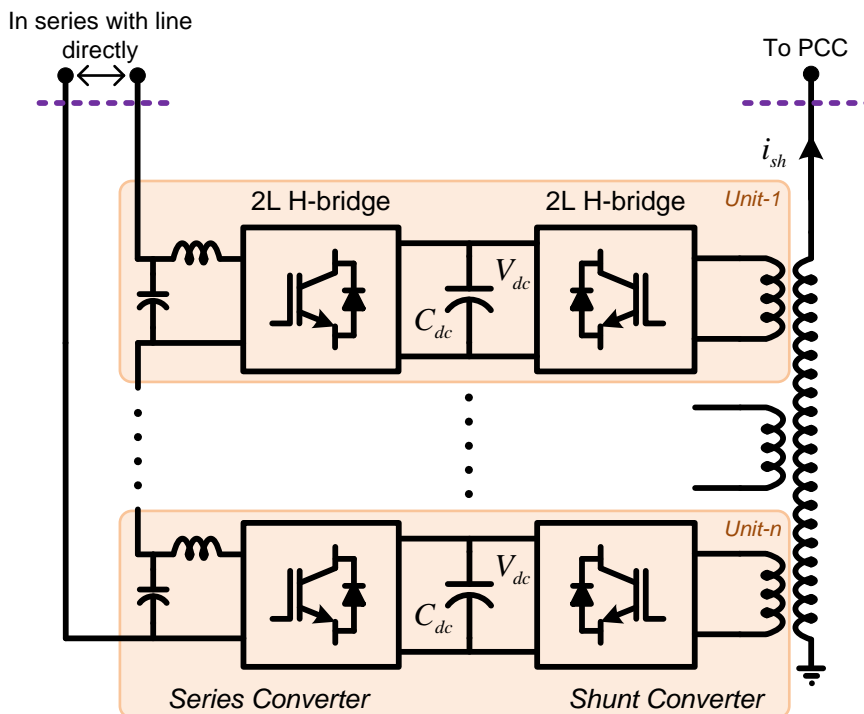 In series with line
directly
To PCC
i_sh
2L H-bridge
2L H-bridge
Unit-1
V_dc
C_dc
Unit-n
V_dc
C_dc
Series Converter
Shunt Converter